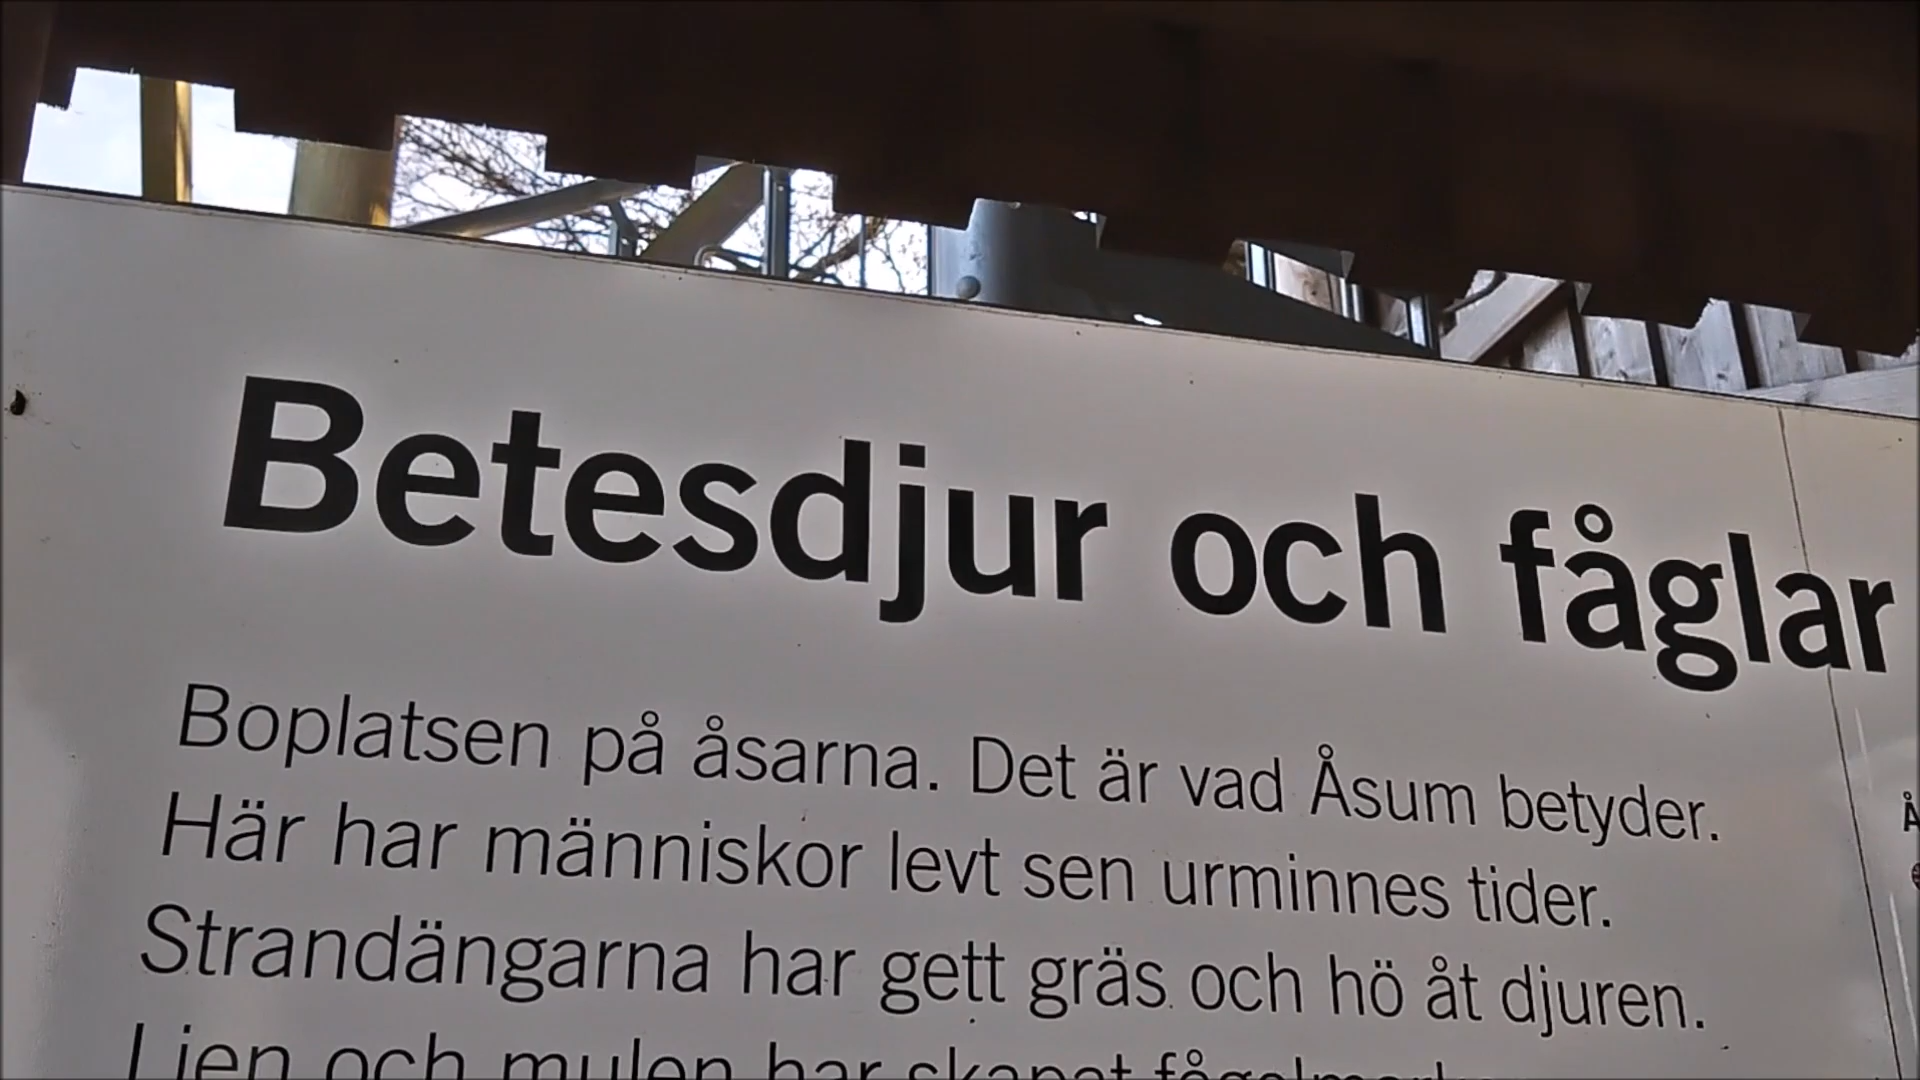 Betesdjur och fåglar
Boplatsen på åsarna. Det är vad Åsum betyder.
Här har människor levt sen urminnes tider.
Strandängarna har gett gräs och hö åt djuren.
Lien och mulen har skapat